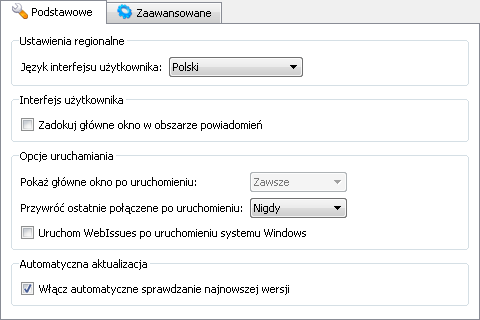 Podstawowe
Zaawansowane
Ustawienia regionalne
Język interfejsu użytkownika:
Polski
Interfejs użytkownika
Zadokuj główne okno w obszarze powiadomień
Opcje uruchamiania
Pokaż główne okno po uruchomieniu:
Zawsze
Przywróć ostatnie połączene po uruchomieniu:
Nigdy
Uruchom WebIssues po uruchomieniu systemu Windows
Automatyczna aktualizacja
Włącz automatyczne sprawdzanie najnowszej wersji